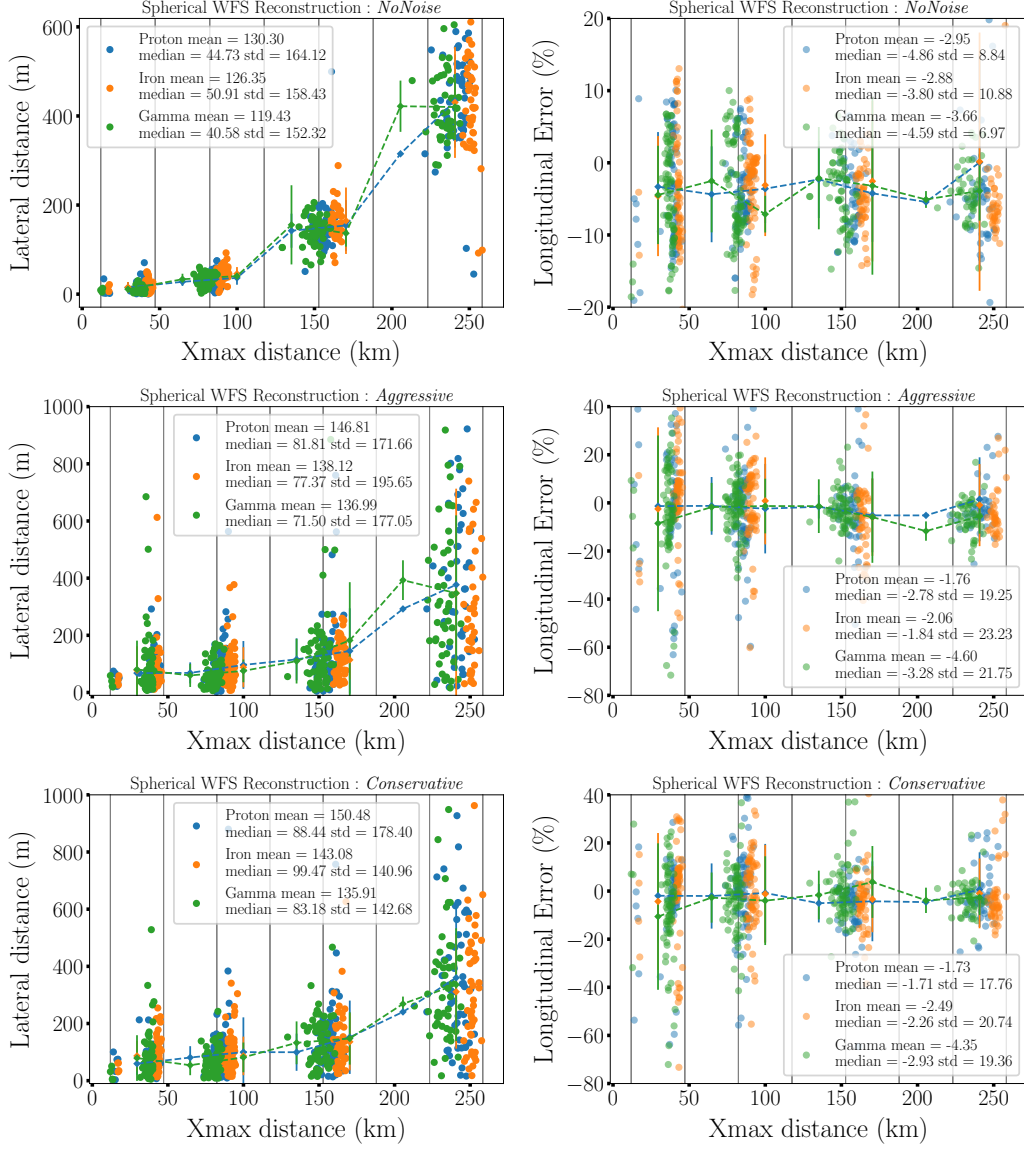 Spherical WFS Reconstruction : NoNoise
Lateral distance (m)
600
400
200
0
Proton mean = 130.30
median = 44.73 std = 164.12
Iron mean = 126.35
median = 50.91 std = 158.43
Gamma mean = 119.43
median = 40.58 std = 152.32
0
50
100
150
200
250
Xmax distance (km)
Spherical WFS Reconstruction : NoNoise
Longitudinal Error (%)
20
10
0
−10
−20
Proton mean = -2.95
median = -4.86 std = 8.84
Iron mean = -2.88
median = -3.80 std = 10.88
Gamma mean = -3.66
median = -4.59 std = 6.97
0
50
100
150
200
250
Xmax distance (km)
Spherical WFS Reconstruction : Aggressive
Lateral distance (m)
1000
800
600
400
200
0
Proton mean = 146.81
median = 81.81 std = 171.66
Iron mean = 138.12
median = 77.37 std = 195.65
Gamma mean = 136.99
median = 71.50 std = 177.05
0
50
100
150
200
250
Xmax distance (km)
Spherical WFS Reconstruction : Aggressive
Longitudinal Error (%)
40
20
0
−20
−40
−60
−80
Proton mean = -1.76
median = -2.78 std = 19.25
Iron mean = -2.06
median = -1.84 std = 23.23
Gamma mean = -4.60
median = -3.28 std = 21.75
0
50
100
150
200
250
Xmax distance (km)
Spherical WFS Reconstruction : Conservative
Lateral distance (m)
1000
800
600
400
200
0
Proton mean = 150.48
median = 88.44 std = 178.40
Iron mean = 143.08
median = 99.47 std = 140.96
Gamma mean = 135.91
median = 83.18 std = 142.68
0
50
100
150
200
250
Xmax distance (km)
Spherical WFS Reconstruction : Conservative
Longitudinal Error (%)
40
20
0
−20
−40
−60
−80
Proton mean = -1.73
median = -1.71 std = 17.76
Iron mean = -2.49
median = -2.26 std = 20.74
Gamma mean = -4.35
median = -2.93 std = 19.36
0
50
100
150
200
250
Xmax distance (km)